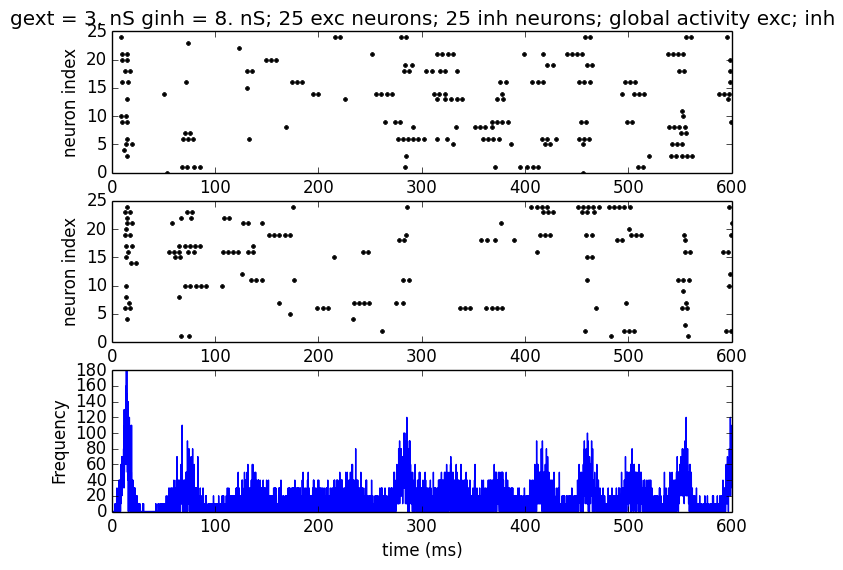 gext = 3. nS ginh = 8. nS; 25 exc neurons; 25 inh neurons; global activity exc; inh
25
20
15
10
5
0
neuron index
0 100 200 300 400 500 600
25
20
15
10
5
0
neuron index
0 100 200 300 400 500 600
180
160
140
120
100
80
60
40
20
0
Frequency
0 100 200 300 400 500 600
time (ms)